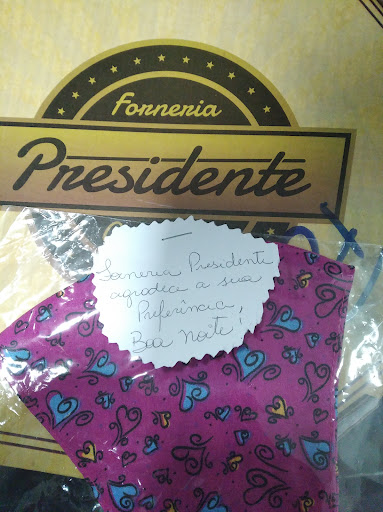 Forneria
Presidente
Forneria Presidente
agradece a sua
Preferência,
Boa noite!